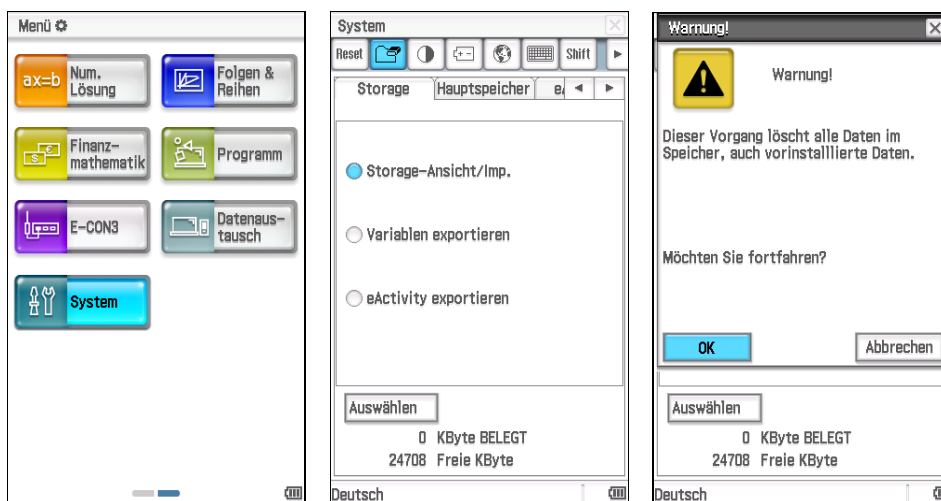 Menü
ax=b Num. Lösung
Folgen & Reihen
Finanz-
mathematik
Programm
E-CON3
Datenaus-
tausch
System
System
Reset Shift
Storage Hauptspeicher
Storage-Ansicht/Imp.
Variablen exportieren
eActivity exportieren
Auswählen
0 KByte BELEGT
24708 Freie KByte
Deutsch
Warnung!
Warnung!
Dieser Vorgang löscht alle Daten im
Speicher, auch vorinstalllierte Daten.
Möchten Sie fortfahren?
OK Abbrechen
Auswählen
0 KByte BELEGT
24708 Freie KByte
Deutsch